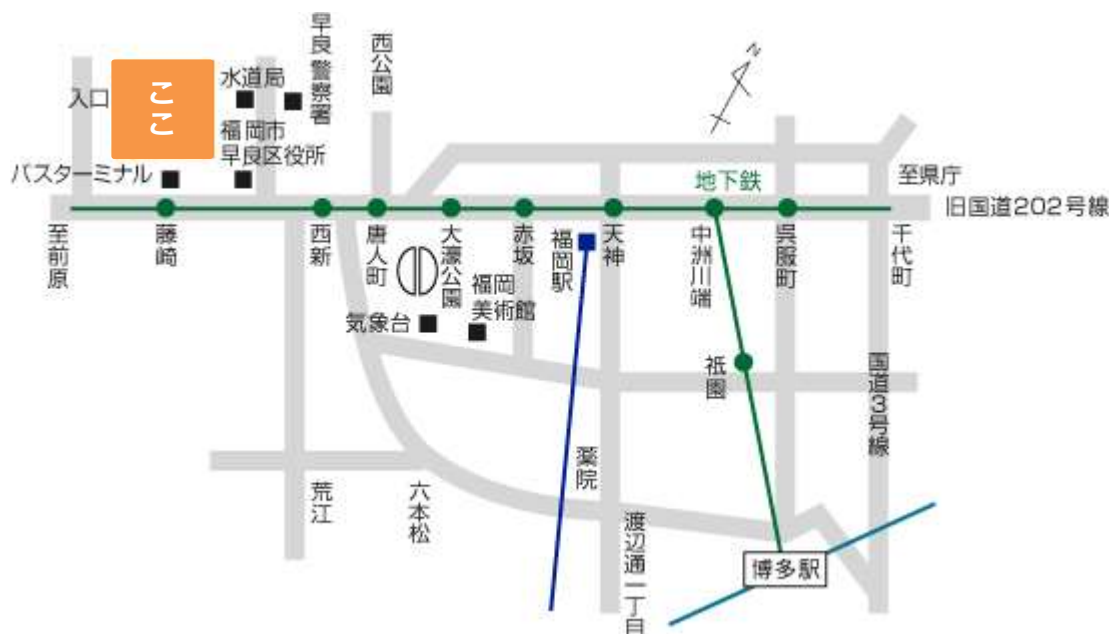 早良警察署
西公園
N
水道局
入口
ここ
福岡市
早良区役所
バスターミナル
地下鉄
至県庁
旧国道202号線
至前原
藤崎
西新
唐人町
大濠公園
赤坂
福岡駅
天神
中洲川端
呉服町
千代町
福岡
美術館
気象台
祇園
国道3号線
薬院
荒江
六本松
渡辺通一丁目
博多駅